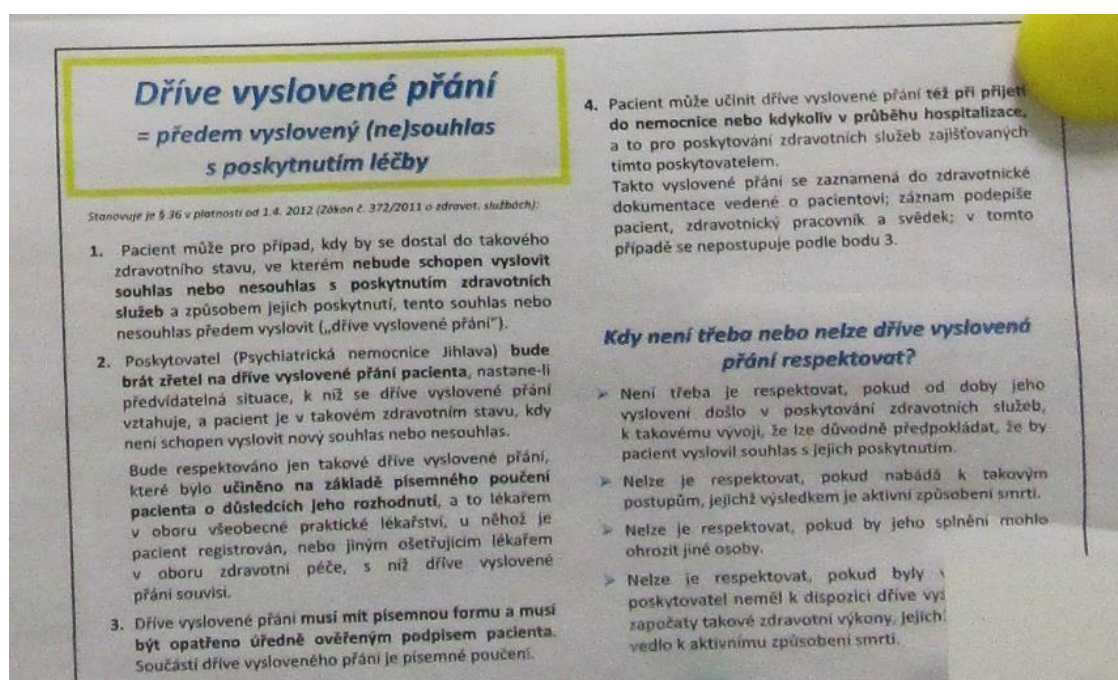 Dříve vyslovené přání
= předem vyslovený (ne)souhlas
s poskytnutím léčby
Stanovuje je § 36 v platnosti od 1.4. 2012 (Zákon č. 372/2011 o zdravot. službách):
1. Pacient může pro případ, kdy by se dostal do takového
zdravotního stavu, ve kterém nebude schopen vyslovit
souhlas nebo nesouhlas s poskytnutím zdravotních
služeb a způsobem jejich poskytnutí, tento souhlas nebo
nesouhlas předem vyslovit („dříve vyslovené přání“).
2. Poskytovatel (Psychiatrická nemocnice Jihlava) bude
brát zřetel na dříve vyslovené přání pacienta, nastane-li
předvídatelná situace, k níž se dříve vyslovené přání
vztahuje, a pacient je v takovém zdravotním stavu, kdy
není schopen vyslovit nový souhlas nebo nesouhlas.
Bude respektováno jen takové dříve vyslovené přání,
které bylo učiněno na základě písemného poučení
pacienta o důsledcích jeho rozhodnutí, a to lékařem
v oboru všeobecné praktické lékařství, u něhož je
pacient registrován, nebo jiným ošetřujícím lékařem
v oboru zdravotní péče, s níž dříve vyslovené
přání souvisí.
3. Dříve vyslovené přání musí mít písemnou formu a musí
být opatřeno úředně ověřeným podpisem pacienta.
Součástí dříve vysloveného přání je písemné poučení.
4. Pacient může učinit dříve vyslovené přání též při přijetí
do nemocnice nebo kdykoliv v průběhu hospitalizace,
a to pro poskytování zdravotních služeb zajišťovaných
tímto poskytovatelem.
Takto vyslovené přání se zaznamená do zdravotnické
dokumentace vedené o pacientovi; záznam podepíše
pacient, zdravotnický pracovník a svědek; v tomto
případě se nepostupuje podle bodu 3.
Kdy není třeba nebo nelze dříve vyslovená
přání respektovat?
➢ Není třeba je respektovat, pokud od doby jeho
vyslovení došlo v poskytování zdravotních služeb,
k takovému vývoji, že lze důvodně předpokládat, že by
pacient vyslovil souhlas s jejich poskytnutím.
➢ Nelze je respektovat, pokud nabádá k takovým
postupům, jejichž výsledkem je aktivní způsobení smrti.
➢ Nelze je respektovat, pokud by jeho splnění mohlo
ohrozit jiné osoby.
➢ Nelze je respektovat, pokud byly
poskytovatel neměl k dispozici dříve
započaty takové zdravotní výkony, jejich
vedlo k aktivnímu způsobení smrti.